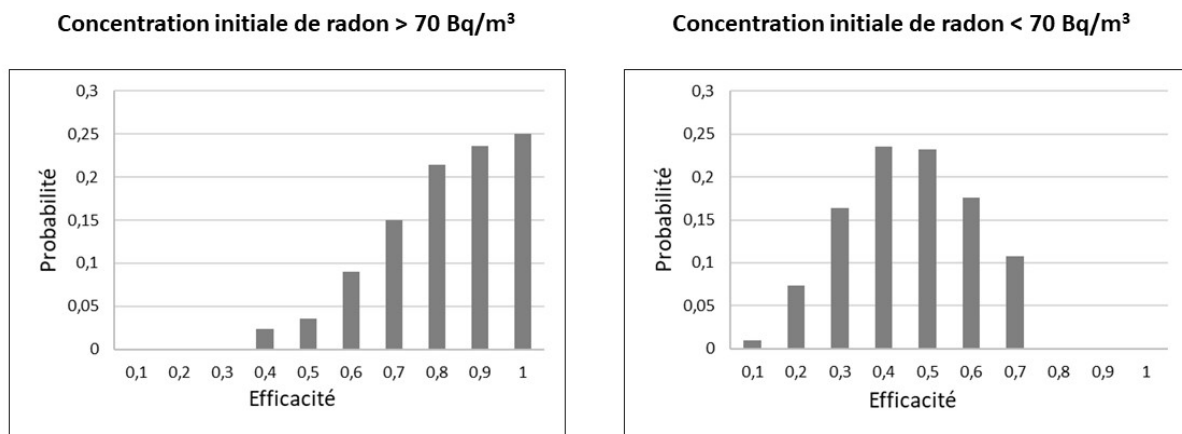 Concentration initiale de radon > 70 Bq/m³
0,3
0,25
0,2
0,15
0,1
0,05
0
Probabilité
0,1 0,2 0,3 0,4 0,5 0,6 0,7 0,8 0,9 1
Efficacité
Concentration initiale de radon < 70 Bq/m³
0,3
0,25
0,2
0,15
0,1
0,05
0
Probabilité
0,1 0,2 0,3 0,4 0,5 0,6 0,7 0,8 0,9 1
Efficacité